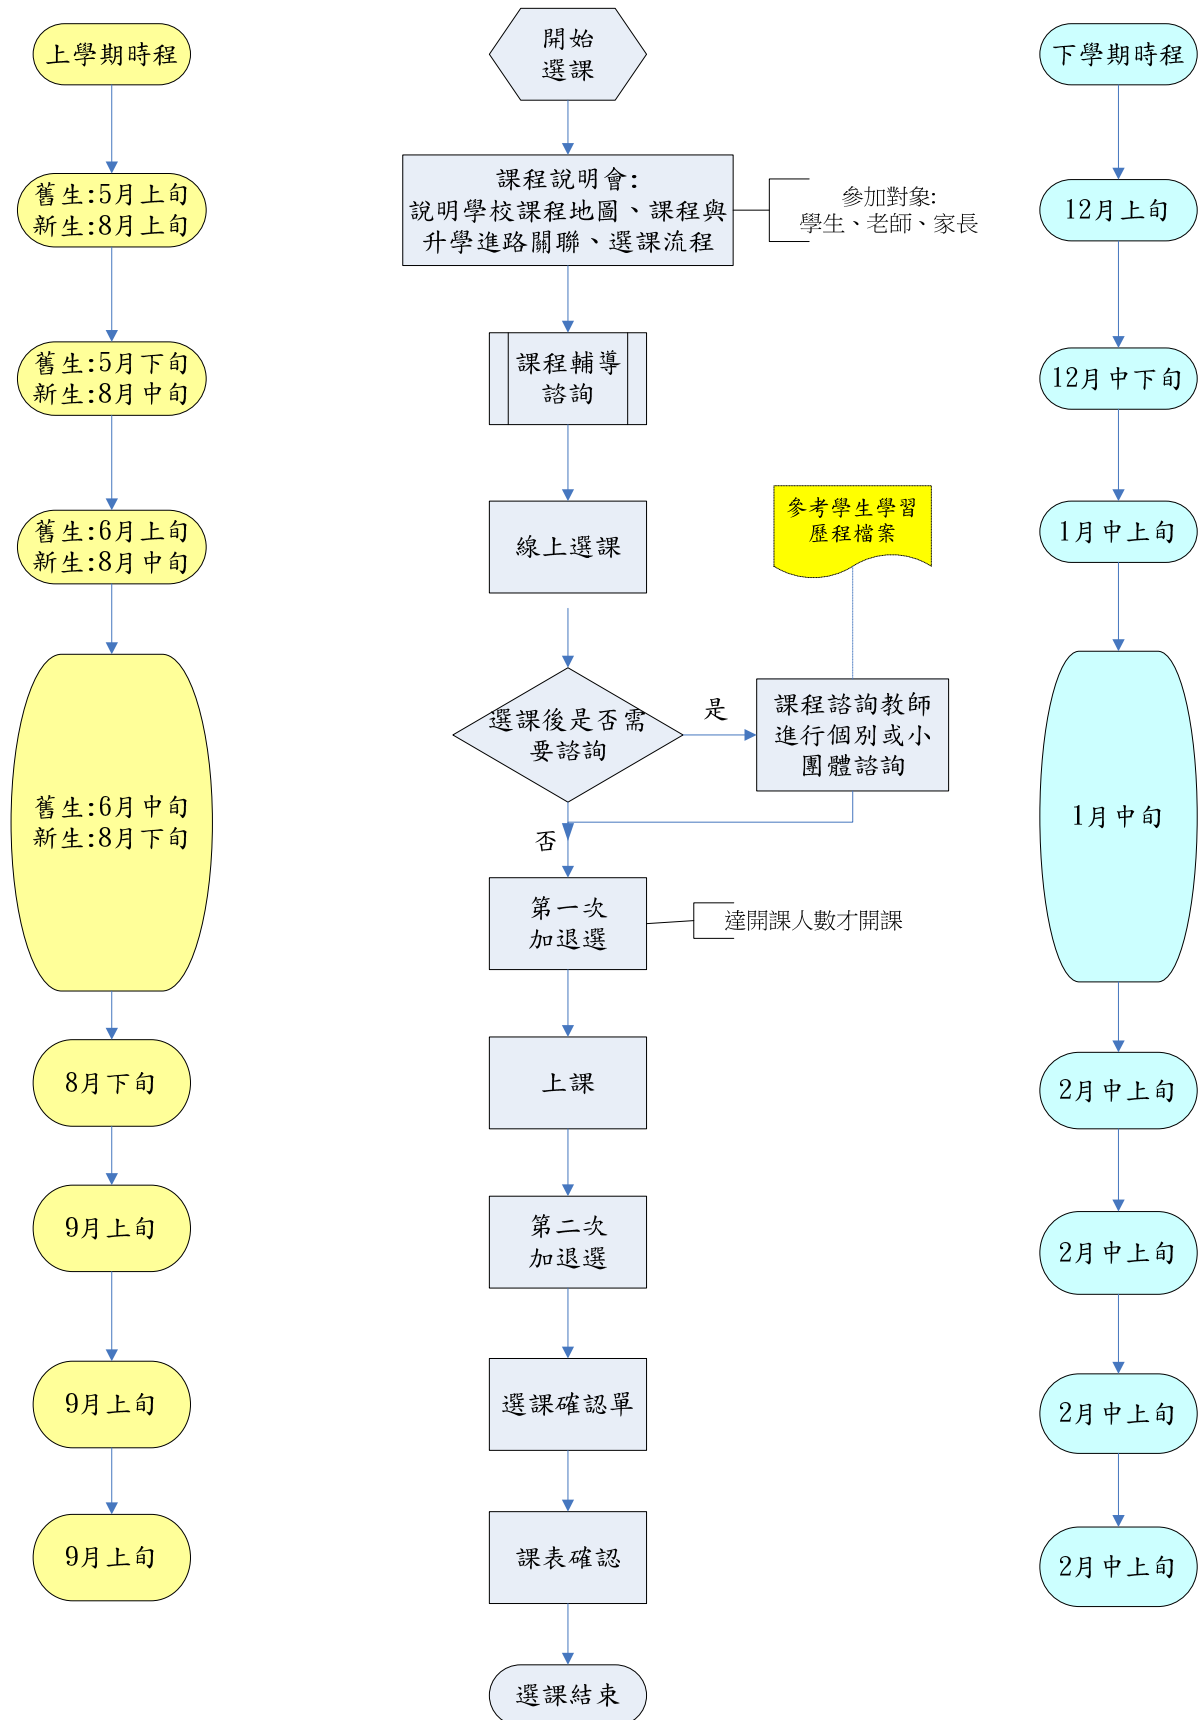 上學期時程
舊生:5月上旬
新生:8月上旬
舊生:5月下旬
新生:8月中旬
舊生:6月上旬
新生:8月中旬
舊生:6月中旬
新生:8月下旬
8月下旬
9月上旬
9月上旬
9月上旬
開始
選課
課程說明會:
說明學校課程地圖、課程與
升學進路關聯、選課流程
參加對象:
學生、老師、家長
課程輔導
諮詢
線上選課
參考學生學習
歷程檔案
選課後是否需
要諮詢
是
課程諮詢教師
進行個別或小
團體諮詢
否
第一次
加退選
達開課人數才開課
上課
第二次
加退選
選課確認單
課表確認
選課結束
下學期時程
12月上旬
12月中下旬
1月中上旬
1月中旬
2月中上旬
2月中上旬
2月中上旬
2月中上旬